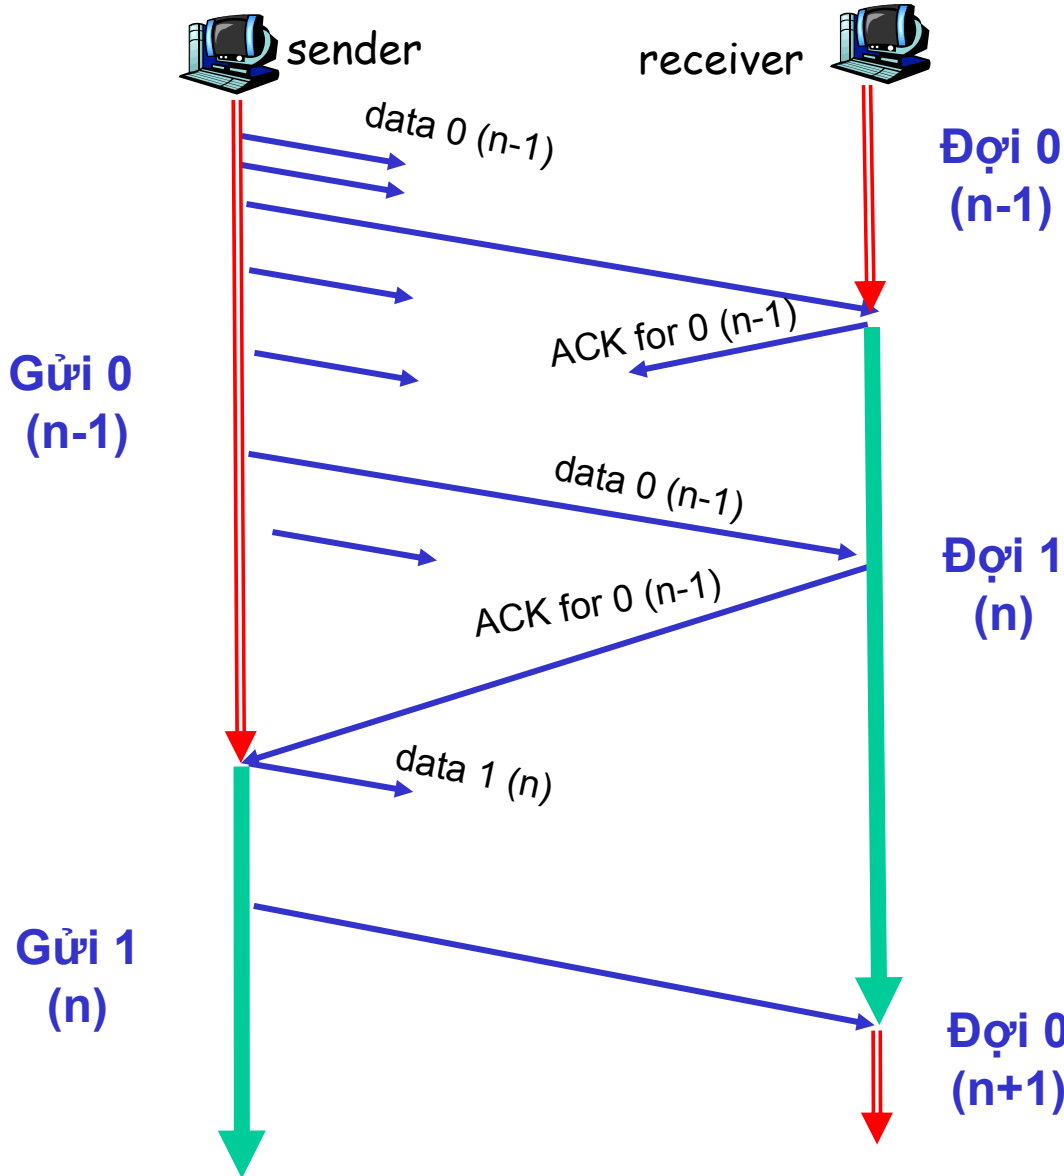 sender
receiver
data 0 (n-1)
Đợi 0
(n-1)
ACK for 0 (n-1)
Gửi 0
(n-1)
data 0 (n-1)
Đợi 1
(n)
ACK for 0 (n-1)
data 1 (n)
Gửi 1
(n)
Đợi 0
(n+1)